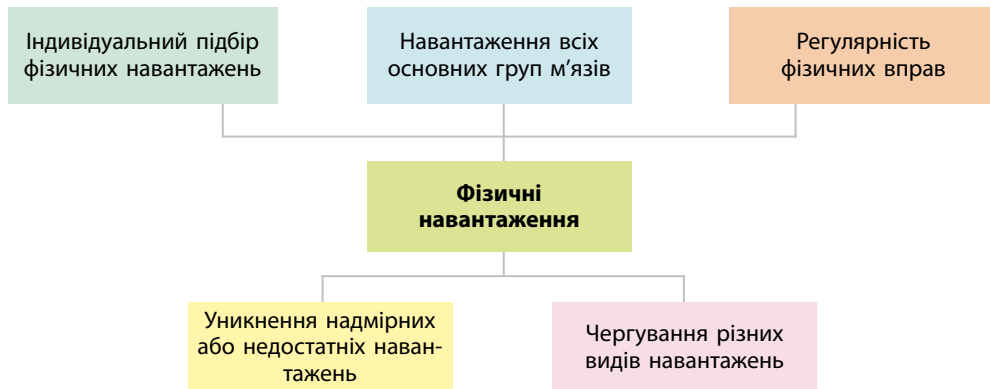 Індивідуальний підбір
фізичних навантажень
Навантаження всіх
основних груп м’язів
Регулярність
фізичних вправ
Фізичні
навантаження
Уникнення надмірних
або недостатніх наван-
тажень
Чергування різних
видів навантажень